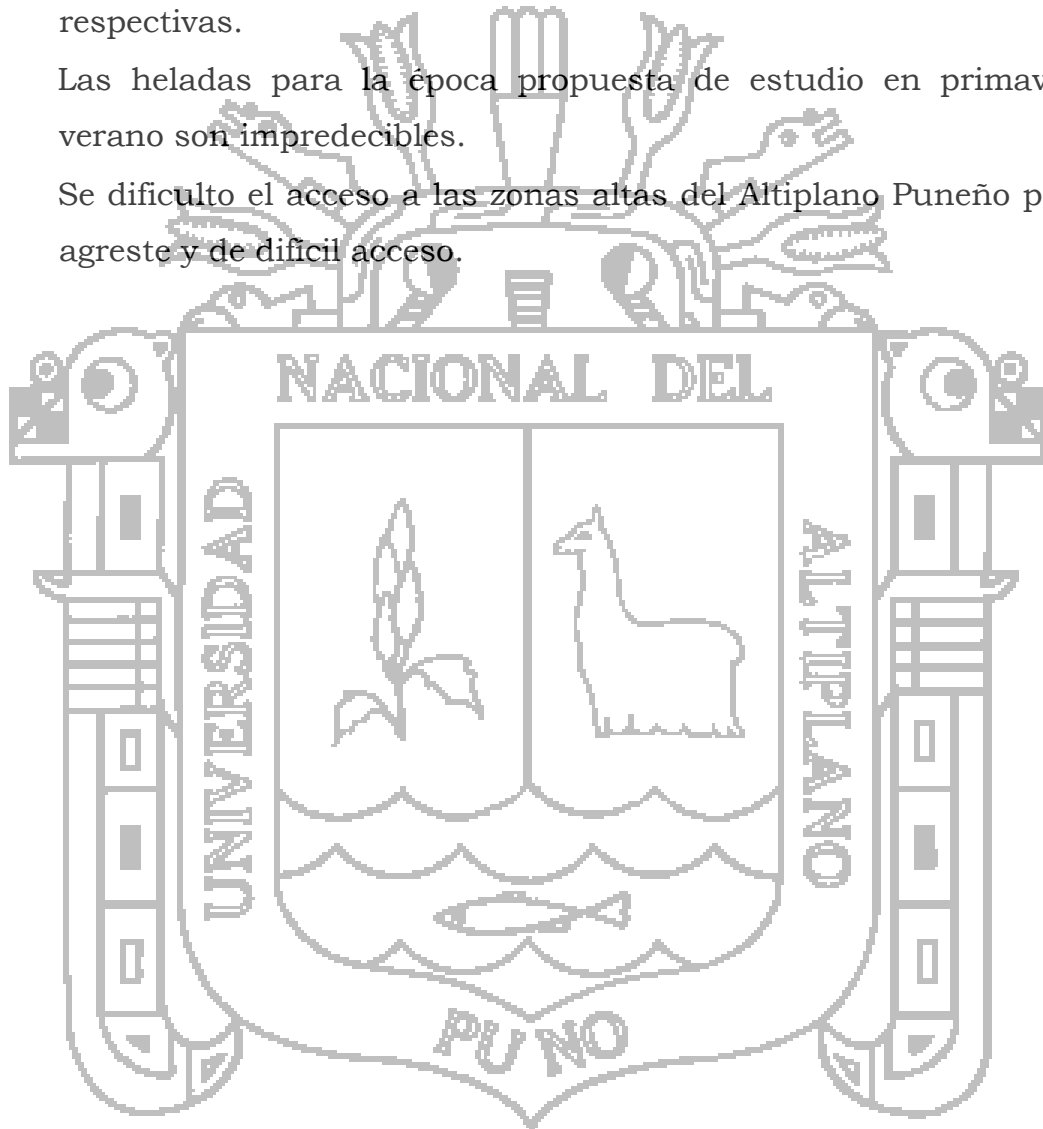 respectivas.
Las heladas para la época propuesta de estudio en primav
verano son impredecibles.
Se dificulto el acceso a las zonas altas del Altiplano Puneño p
agreste y de difícil acceso.
NACIONAL DEL
UNIVERSIDAD
ALTIPLANO
PUNO